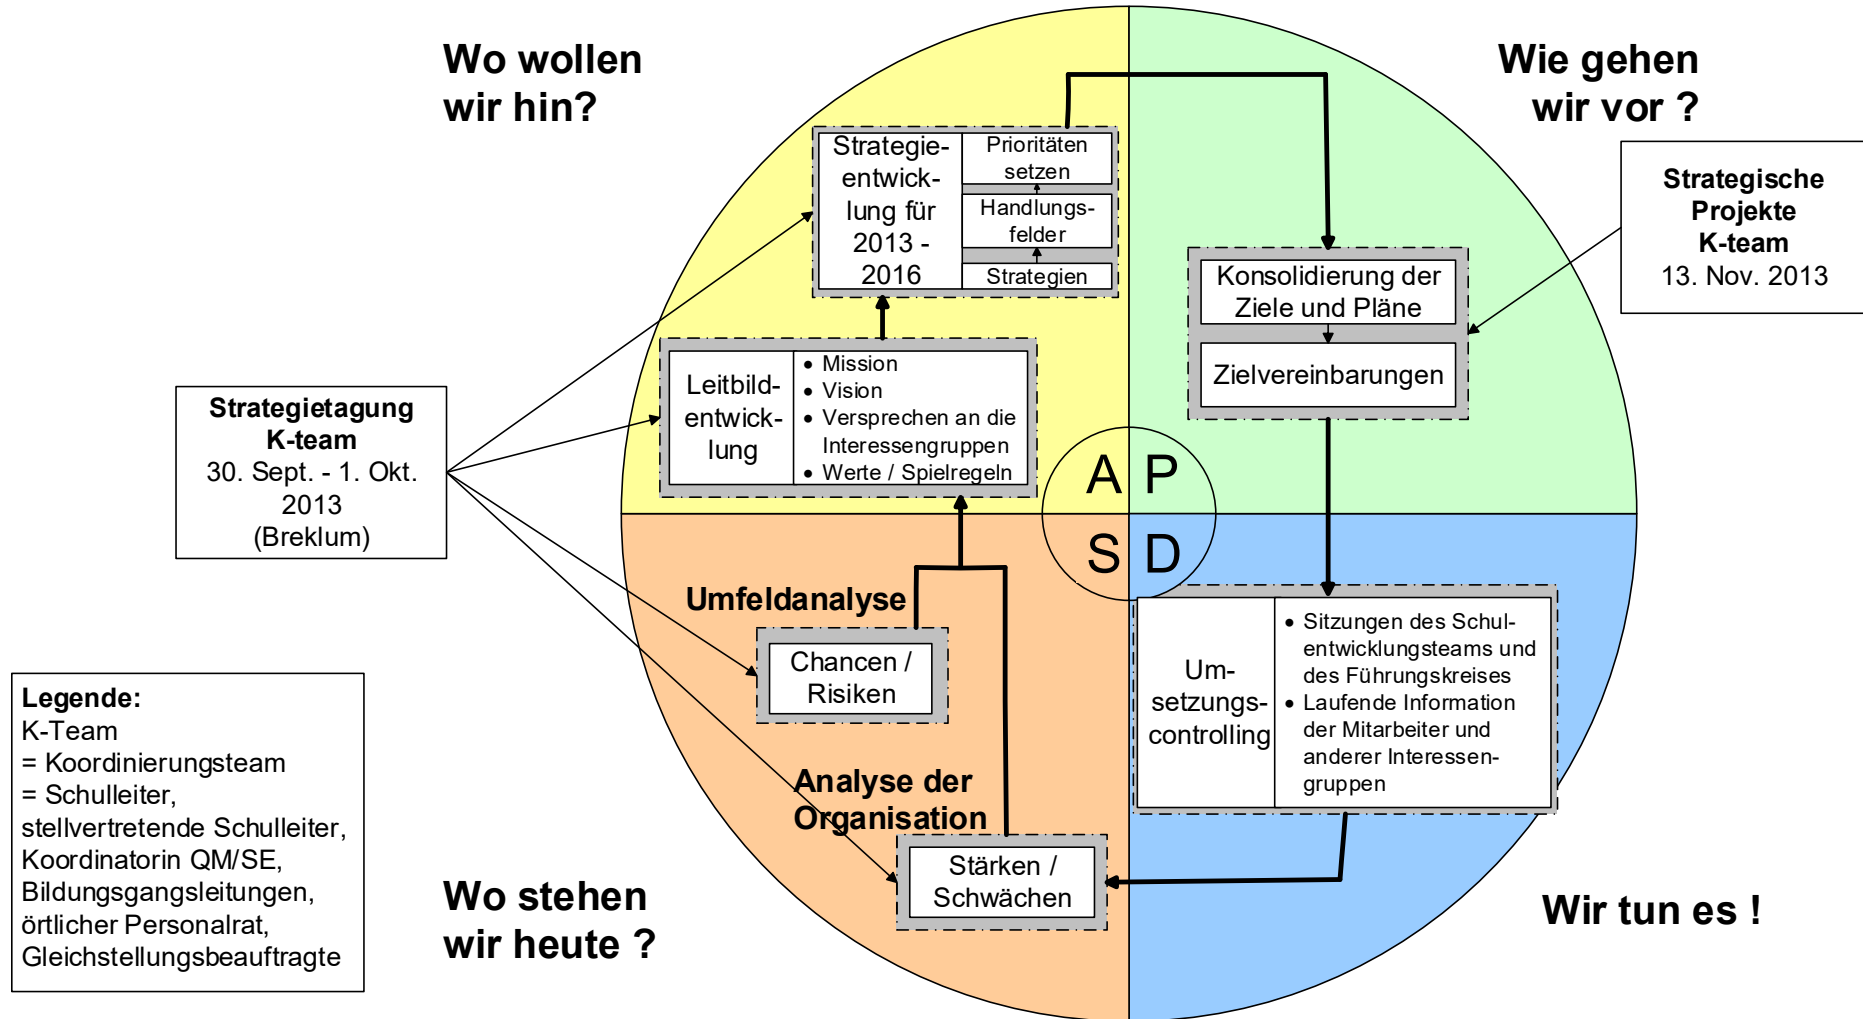 Wo wollen
wir hin?
Wie gehen
wir vor ?
Strategie-
entwick-
lung für
2013 -
2016
Prioritäten
setzen
Handlungs-
felder
Strategien
Strategische
Projekte
K-team
13. Nov. 2013
Konsolidierung der
Ziele und Pläne
Zielvereinbarungen
Leitbild-
entwick-
lung
• Mission
• Vision
• Versprechen an die
Interessengruppen
• Werte / Spielregeln
Strategietagung
K-team
30. Sept. - 1. Okt.
2013
(Breklum)
A P
S D
Umfeldanalyse
Chancen /
Risiken
Analyse der
Organisation
Stärken /
Schwächen
Um-
setzungs-
controlling
• Sitzungen des Schul-
entwicklungsteams und
des Führungskreises
• Laufende Information
der Mitarbeiter und
anderer Interessen-
gruppen
Legende:
K-Team
= Koordinierungsteam
= Schulleiter,
stellvertretende Schulleiter,
Koordinatorin QM/SE,
Bildungsgangsleitungen,
örtlicher Personalrat,
Gleichstellungsbeauftragte
Wo stehen
wir heute ?
Wir tun es !